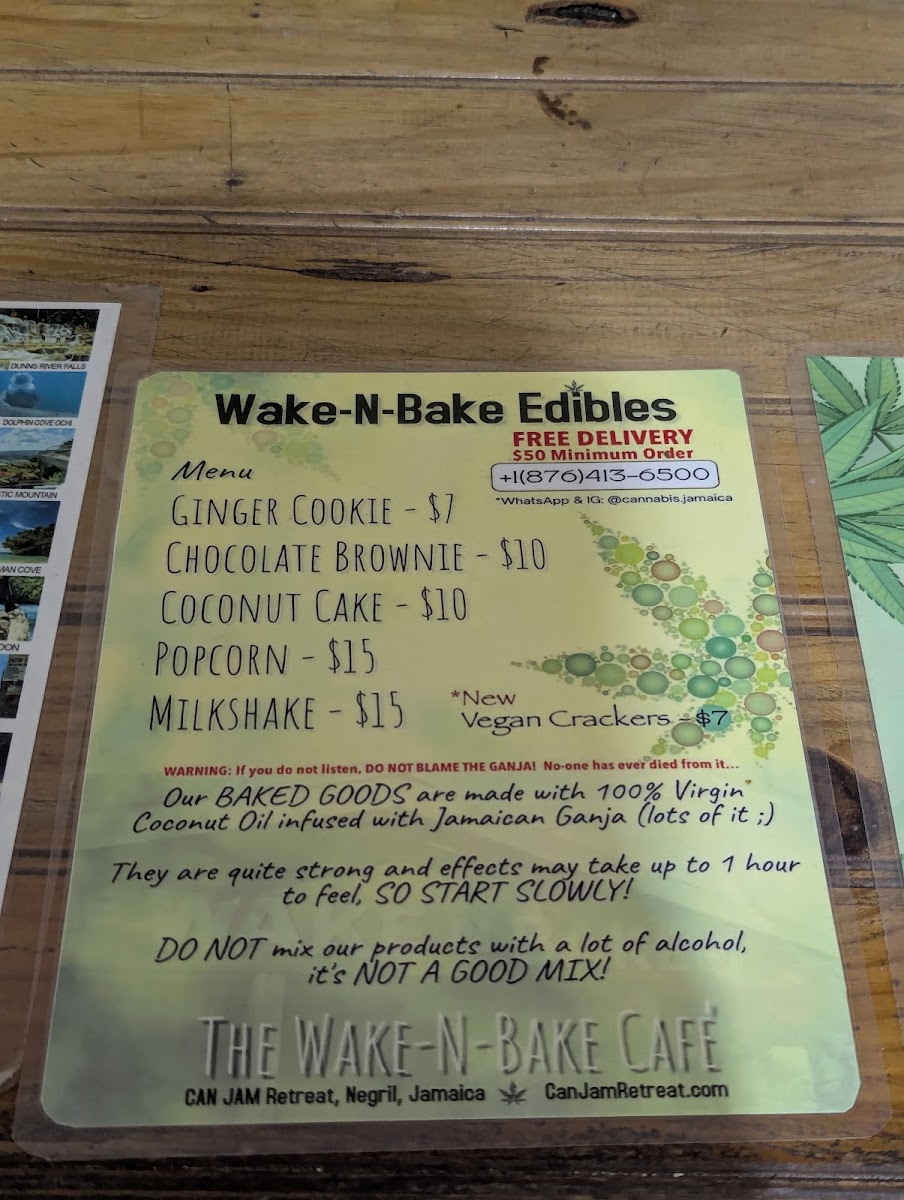 DUNNS RIVER FALLS
DOLPHIN COVE OCHI
TIC MOUNTAIN
MAN COVE
OON
Wake-N-Bake Edibles
FREE DELIVERY
$50 Minimum Order
+1(876)413-6500
*WhatsApp & IG: @cannabis.jamaica
Menu
GINGER COOKIE - $7
CHOCOLATE BROWNIE - $10
COCONUT CAKE - $10
POPCORN - $15
MILKSHAKE - $15
*New
Vegan Crackers - $7
WARNING: If you do not listen, DO NOT BLAME THE GANJA! No-one has ever died from it...
Our BAKED GOODS are made with 100% Virgin
Coconut Oil infused with Jamaican Ganja (lots of it ;)
They are quite strong and effects may take up to 1 hour
to feel, SO START SLOWLY!
DO NOT mix our products with a lot of alcohol,
it's NOT A GOOD MIX!
THE WAKE-N-BAKE CAFÉ
CAN JAM Retreat, Negril, Jamaica CanJamRetreat.com